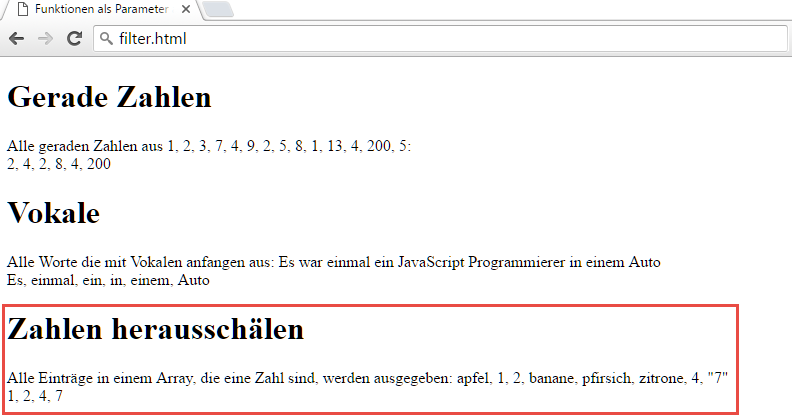 Funktionen als Parameter
filter.html
Gerade Zahlen
Alle geraden Zahlen aus 1, 2, 3, 7, 4, 9, 2, 5, 8, 1, 13, 4, 200, 5:
2, 4, 2, 8, 4, 200
Vokale
Alle Worte die mit Vokalen anfangen aus: Es war einmal ein JavaScript Programmierer in einem Auto
Es, einmal, ein, in, einem, Auto
Zahlen herausschälen
Alle Einträge in einem Array, die eine Zahl sind, werden ausgegeben: apfel, 1, 2, banane, pfirsich, zitrone, 4, "7"
1, 2, 4, 7